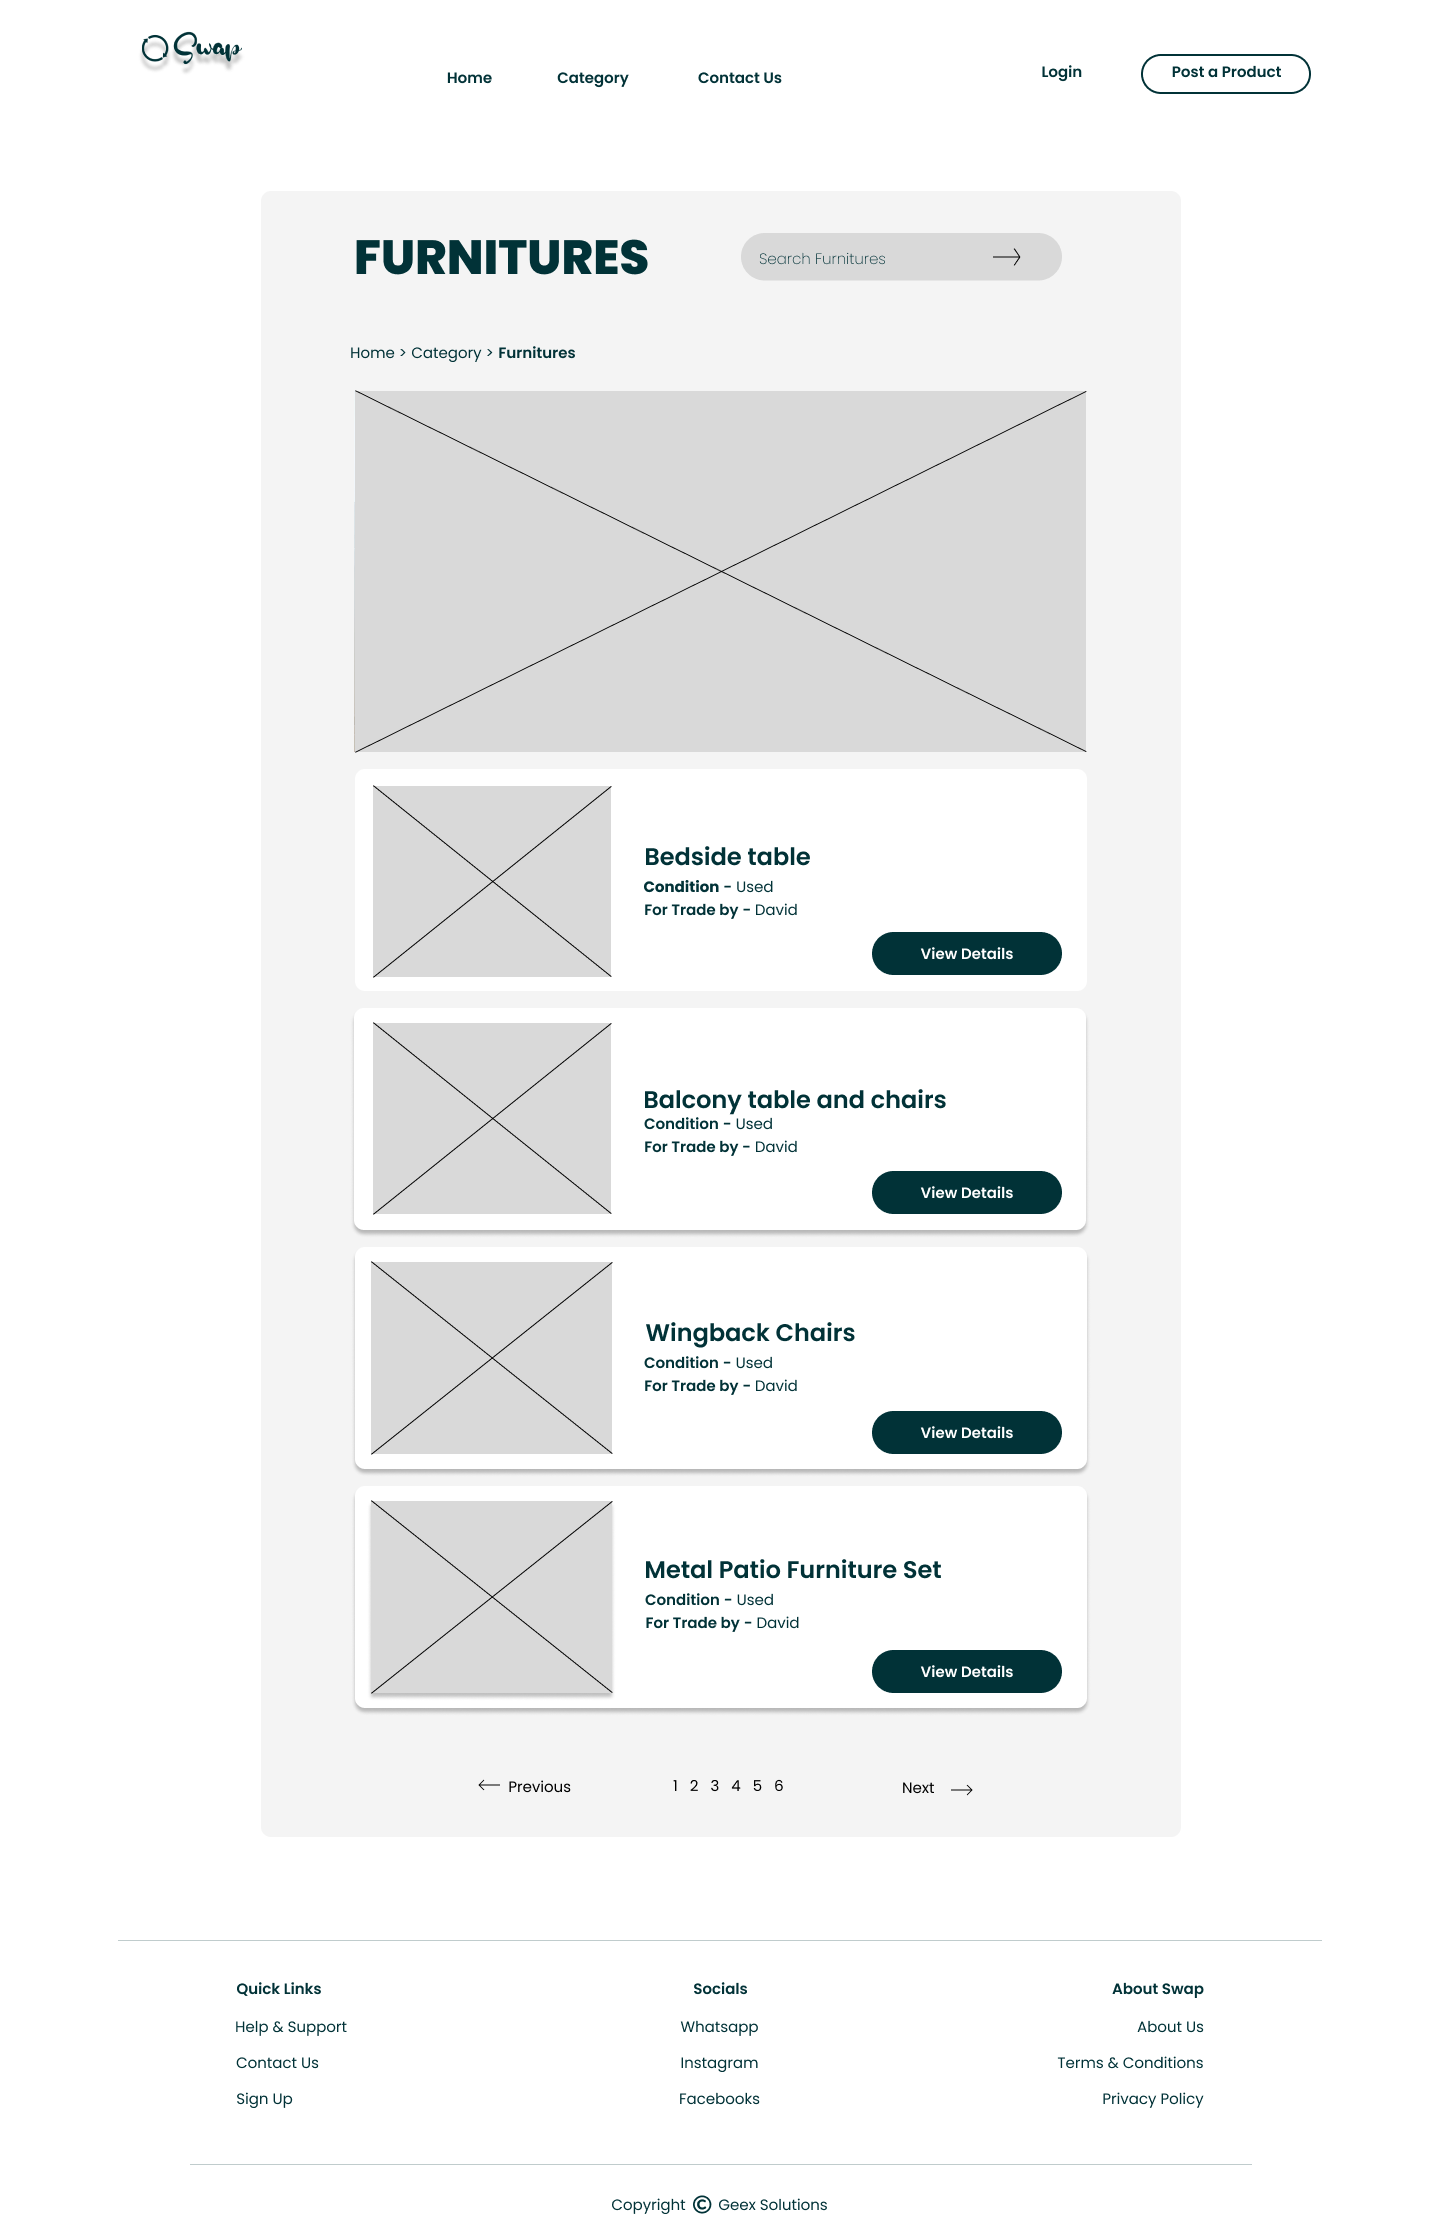 Swap
Home Category Contact Us Login Post a Product
FURNITURES
Search Furnitures
Home > Category > Furnitures
Bedside table
Condition - Used
For Trade by - David
View Details
Balcony table and chairs
Condition - Used
For Trade by - David
View Details
Wingback Chairs
Condition - Used
For Trade by - David
View Details
Metal Patio Furniture Set
Condition - Used
For Trade by - David
View Details
Previous 1 2 3 4 5 6 Next
Quick Links Socials About Swap
Help & Support Whatsapp About Us
Contact Us Instagram Terms & Conditions
Sign Up Facebooks Privacy Policy
Copyright © Geex Solutions